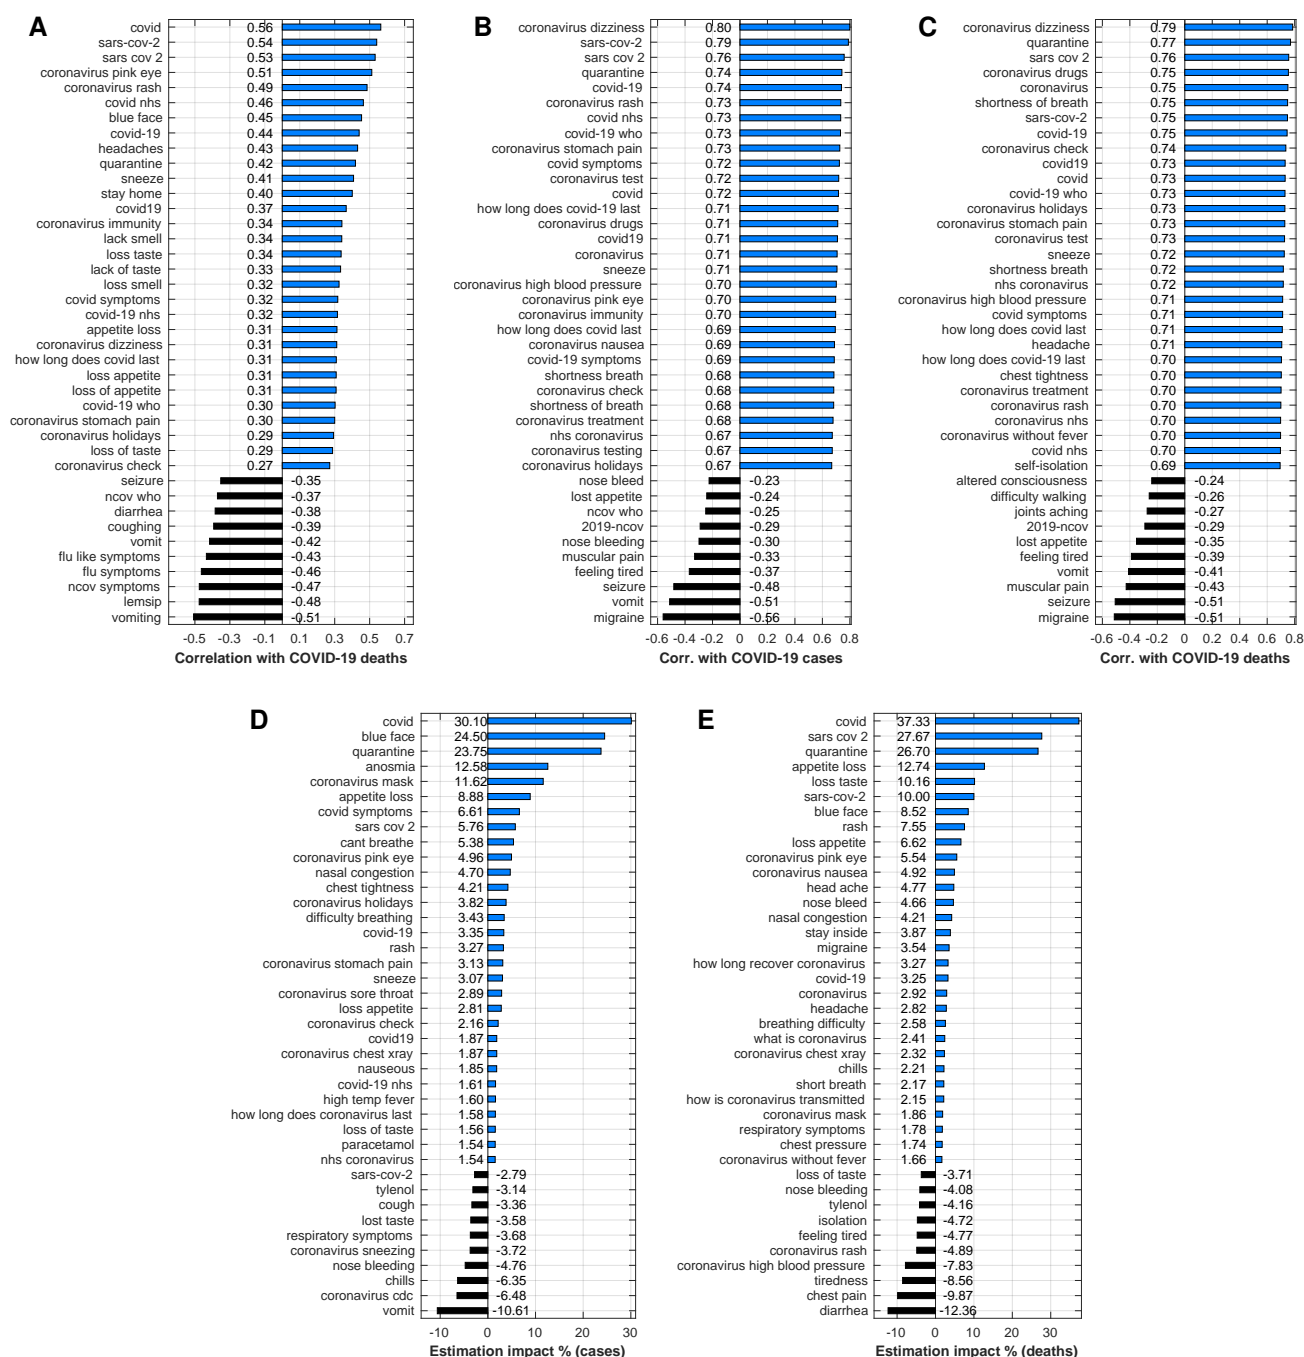 A
covid 0.56
sars-cov-2 0.54
sars cov 2 0.53
coronavirus pink eye 0.51
coronavirus rash 0.49
covid nhs 0.46
blue face 0.45
covid-19 0.44
headaches 0.43
quarantine 0.42
sneeze 0.41
stay home 0.40
covid19 0.37
coronavirus immunity 0.34
lack smell 0.34
loss taste 0.34
lack of taste 0.33
loss smell 0.32
covid symptoms 0.32
covid-19 nhs 0.32
appetite loss 0.31
coronavirus dizziness 0.31
how long does covid last 0.31
loss appetite 0.31
loss of appetite 0.31
covid-19 who 0.30
coronavirus stomach pain 0.30
coronavirus holidays 0.29
loss of taste 0.29
coronavirus check 0.27
seizure -0.35
ncov who -0.37
diarrhea -0.38
coughing -0.39
vomit -0.42
flu like symptoms -0.43
flu symptoms -0.46
ncov symptoms -0.47
lemsip -0.48
vomiting -0.51
-0.5 -0.3 -0.1 0.1 0.3 0.5 0.7
Correlation with COVID-19 deaths
B
coronavirus dizziness 0.80
sars-cov-2 0.79
sars cov 2 0.76
quarantine 0.74
covid-19 0.74
coronavirus rash 0.73
covid nhs 0.73
covid-19 who 0.73
coronavirus stomach pain 0.73
covid symptoms 0.72
coronavirus test 0.72
covid 0.72
how long does covid-19 last 0.71
coronavirus drugs 0.71
covid19 0.71
coronavirus 0.71
sneeze 0.71
coronavirus high blood pressure 0.70
coronavirus pink eye 0.70
coronavirus immunity 0.70
how long does covid last 0.69
coronavirus nausea 0.69
covid-19 symptoms 0.69
shortness breath 0.68
coronavirus check 0.68
shortness of breath 0.68
coronavirus treatment 0.68
nhs coronavirus 0.67
coronavirus testing 0.67
coronavirus holidays 0.67
nose bleed -0.23
lost appetite -0.24
ncov who -0.25
2019-ncov -0.29
nose bleeding -0.30
muscular pain -0.33
feeling tired -0.37
seizure -0.48
vomit -0.51
migraine -0.56
-0.6 -0.4 -0.2 0 0.2 0.4 0.6 0.8
Corr. with COVID-19 cases
C
coronavirus dizziness 0.79
quarantine 0.77
sars cov 2 0.76
coronavirus drugs 0.75
coronavirus 0.75
shortness of breath 0.75
sars-cov-2 0.75
covid-19 0.75
coronavirus check 0.74
covid19 0.73
covid 0.73
covid-19 who 0.73
coronavirus holidays 0.73
coronavirus stomach pain 0.73
coronavirus test 0.73
sneeze 0.72
shortness breath 0.72
nhs coronavirus 0.72
coronavirus high blood pressure 0.71
covid symptoms 0.71
how long does covid last 0.71
headache 0.71
how long does covid-19 last 0.70
chest tightness 0.70
coronavirus treatment 0.70
coronavirus rash 0.70
coronavirus nhs 0.70
coronavirus without fever 0.70
covid nhs 0.70
self-isolation 0.69
altered consciousness -0.24
difficulty walking -0.26
joints aching -0.27
2019-ncov -0.29
lost appetite -0.35
feeling tired -0.39
vomit -0.41
muscular pain -0.43
seizure -0.51
migraine -0.51
-0.6 -0.4 -0.2 0 0.2 0.4 0.6 0.8
Corr. with COVID-19 deaths
D
covid 30.10
blue face 24.50
quarantine 23.75
anosmia 12.58
coronavirus mask 11.62
appetite loss 8.88
covid symptoms 6.61
sars cov 2 5.76
cant breathe 5.38
coronavirus pink eye 4.96
nasal congestion 4.70
chest tightness 4.21
coronavirus holidays 3.82
difficulty breathing 3.43
covid-19 3.35
rash 3.27
coronavirus stomach pain 3.13
sneeze 3.07
coronavirus sore throat 2.89
loss appetite 2.81
coronavirus check 2.16
covid19 1.87
coronavirus chest xray 1.87
nauseous 1.85
covid-19 nhs 1.61
high temp fever 1.60
how long does coronavirus last 1.58
loss of taste 1.56
paracetamol 1.54
nhs coronavirus 1.54
sars-cov-2 -2.79
tylenol -3.14
cough -3.36
lost taste -3.58
respiratory symptoms -3.68
coronavirus sneezing -3.72
nose bleeding -4.76
chills -6.35
coronavirus cdc -6.48
vomit -10.61
-10 0 10 20 30
Estimation impact % (cases)
E
covid 37.33
sars cov 2 27.67
quarantine 26.70
appetite loss 12.74
loss taste 10.16
sars-cov-2 10.00
blue face 8.52
rash 7.55
loss appetite 6.62
coronavirus pink eye 5.54
coronavirus nausea 4.92
head ache 4.77
nose bleed 4.66
nasal congestion 4.21
stay inside 3.87
migraine 3.54
how long recover coronavirus 3.27
covid-19 3.25
coronavirus 2.92
headache 2.82
breathing difficulty 2.58
what is coronavirus 2.41
coronavirus chest xray 2.32
chills 2.21
short breath 2.17
how is coronavirus transmitted 2.15
coronavirus mask 1.86
respiratory symptoms 1.78
chest pressure 1.74
coronavirus without fever 1.66
loss of taste -3.71
nose bleeding -4.08
tylenol -4.16
isolation -4.72
feeling tired -4.77
coronavirus rash -4.89
coronavirus high blood pressure -7.83
tiredness -8.56
chest pain -9.87
diarrhea -12.36
-10 0 10 20 30
Estimation impact % (deaths)